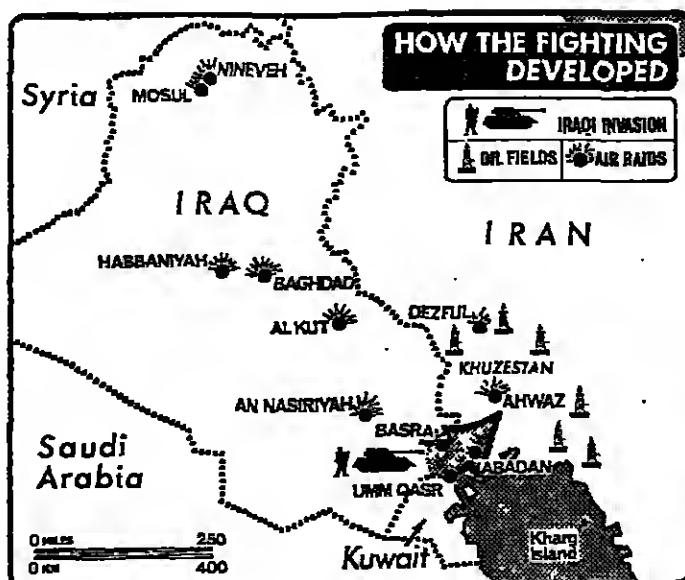 HOW THE FIGHTING
DEVELOPED
IRAQI INVASION
OIL FIELDS
AIR RAIDS
Syria
NINEVEH
MOSUL
IRAQ
IRAN
HABBANIYAH
BAGHDAD
AL KUT
DEZFUL
KHUZESTAN
AHWAZ
AN NASIRIYAH
BASRA
ABADAN
UMM QASR
Saudi
Arabia
Kuwait
Kharg
Island
0 MILES 250
0 KM 400